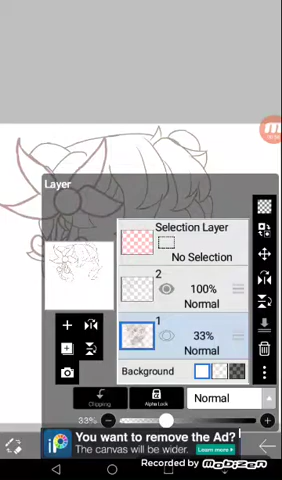 Layer
Selection Layer
No Selection
2
100%
Normal
1
33%
Normal
Background
Clipping
Alpha Lock
Normal
33%
You want to remove the Ad?
The canvas will be wider.
Learn more
Recorded by MOBIZEN